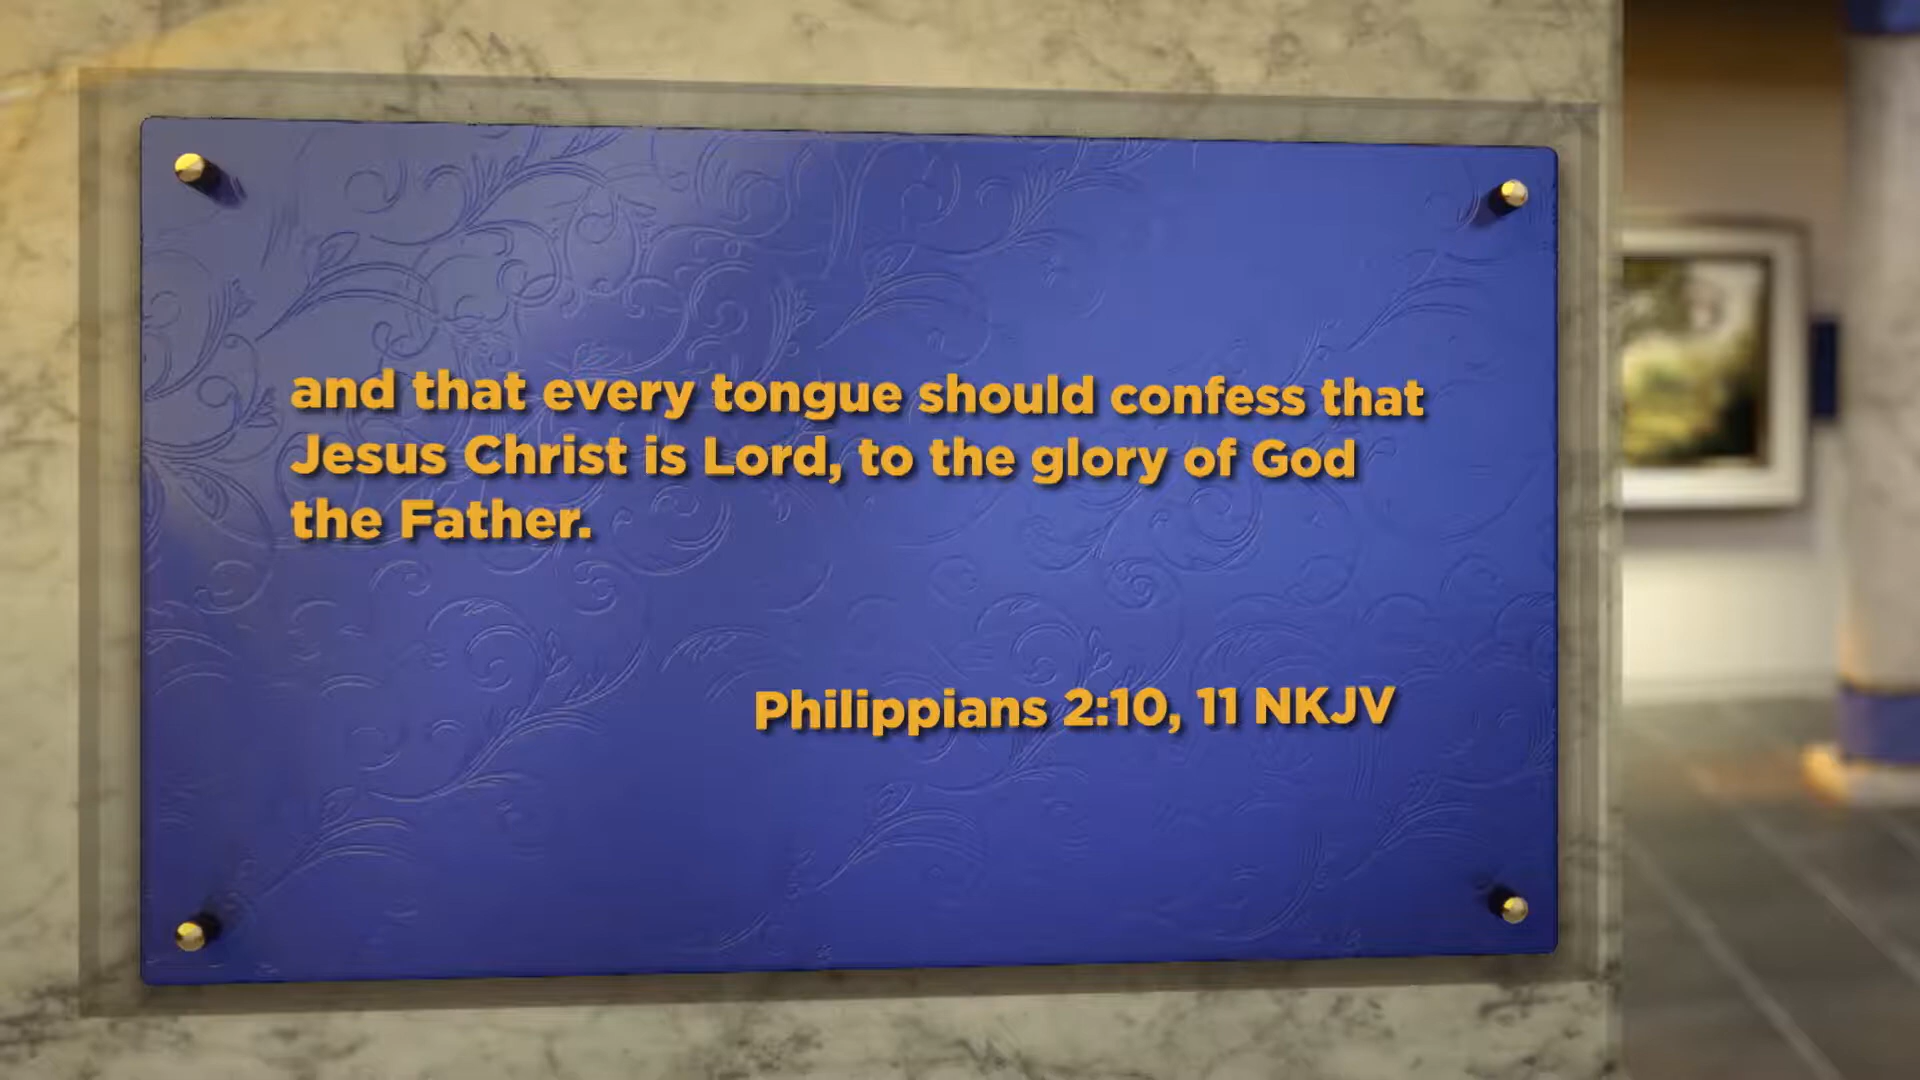 and that every tongue should confess that
Jesus Christ is Lord, to the glory of God
the Father.
Philippians 2:10, 11 NKJV